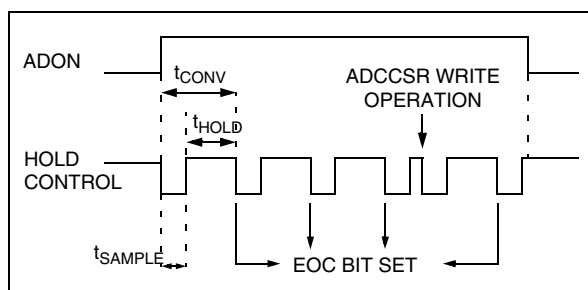 ADON
tCONV
ADCCSR WRITE
OPERATION
tHOLD
HOLD
CONTROL
tSAMPLE
EOC BIT SET